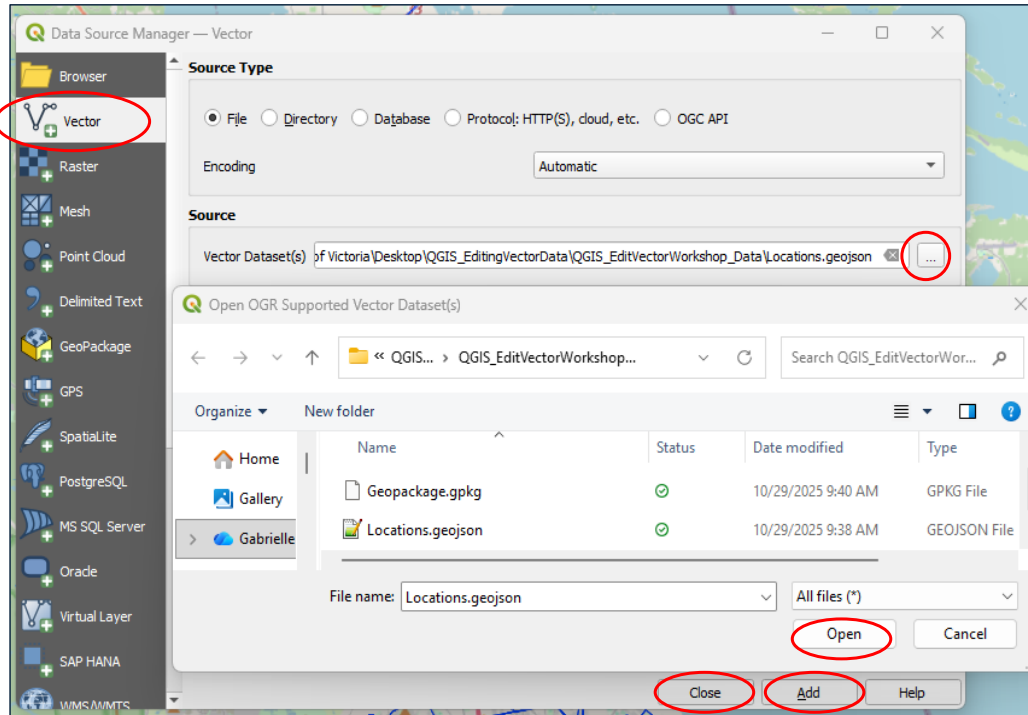 Data Source Manager — Vector
Browser
Vector
Raster
Mesh
Point Cloud
Delimited Text
GeoPackage
GPS
SpatiaLite
PostgreSQL
MS SQL Server
Oracle
Virtual Layer
SAP HANA
WMS/WMTS
Source Type
File Directory Database Protocol: HTTP(S), cloud, etc. OGC API
Encoding Automatic
Source
Vector Dataset(s) of Victoria\Desktop\QGIS_EditingVectorData\QGIS_EditVectorWorkshop_Data\Locations.geojson ...
Open OGR Supported Vector Dataset(s)
« QGIS... › QGIS_EditVectorWorkshop... Search QGIS_EditVectorWor...
Organize New folder
Home
Gallery
Gabrielle
Name Status Date modified Type
Geopackage.gpkg 10/29/2025 9:40 AM GPKG File
Locations.geojson 10/29/2025 9:38 AM GEOJSON File
File name: Locations.geojson All files (*)
Open Cancel
Close Add Help